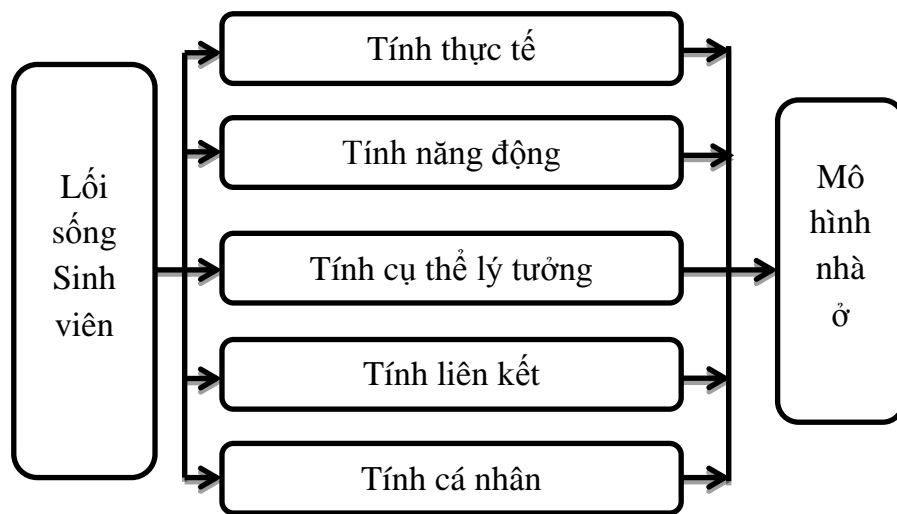 Lối
sống
Sinh
viên
Tính thực tế
Tính năng động
Tính cụ thể lý tưởng
Tính liên kết
Tính cá nhân
Mô
hình
nhà
ở